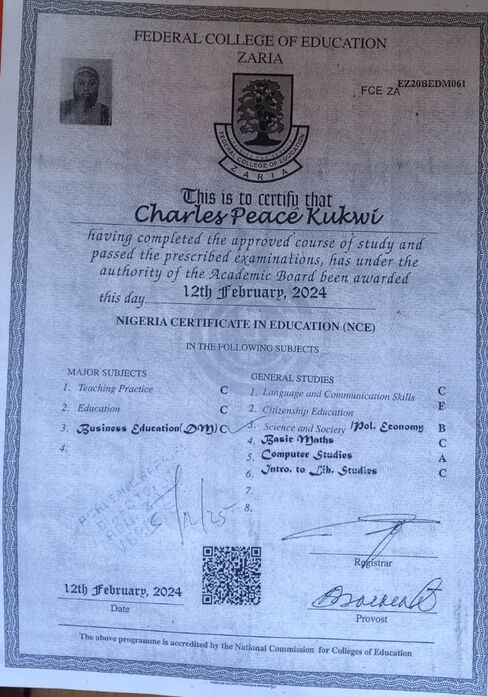 FEDERAL COLLEGE OF EDUCATION
ZARIA
FCE ZA EZ20BEDM061
FEDERAL COLLEGE OF EDUCATION
ZARIA
This is to certify that
Charles Peace Kukwi
having completed the approved course of study and
passed the prescribed examinations, has under the
authority of the Academic Board been awarded
this day 12th February, 2024
NIGERIA CERTIFICATE IN EDUCATION (NCE)
IN THE FOLLOWING SUBJECTS
MAJOR SUBJECTS
1. Teaching Practice C
2. Education C
3. Business Education(DM) C
4.
GENERAL STUDIES
1. Language and Communication Skills C
2. Citizenship Education E
3. Science and Society /Pol. Economy B
4. Basic Maths C
5. Computer Studies A
6. Intro. to Lib. Studies C
7.
8.
12th February, 2024
Date
Registrar
Provost
The above programme is accredited by the National Commission for Colleges of Education